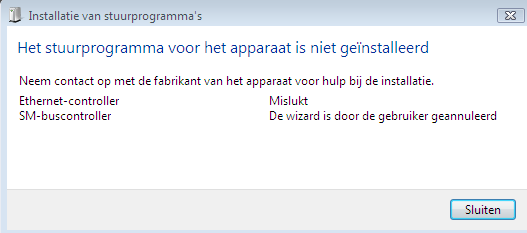 Installatie van stuurprogramma's
Het stuurprogramma voor het apparaat is niet geïnstalleerd
Neem contact op met de fabrikant van het apparaat voor hulp bij de installatie.
Ethernet-controller Mislukt
SM-buscontroller De wizard is door de gebruiker geannuleerd
Sluiten